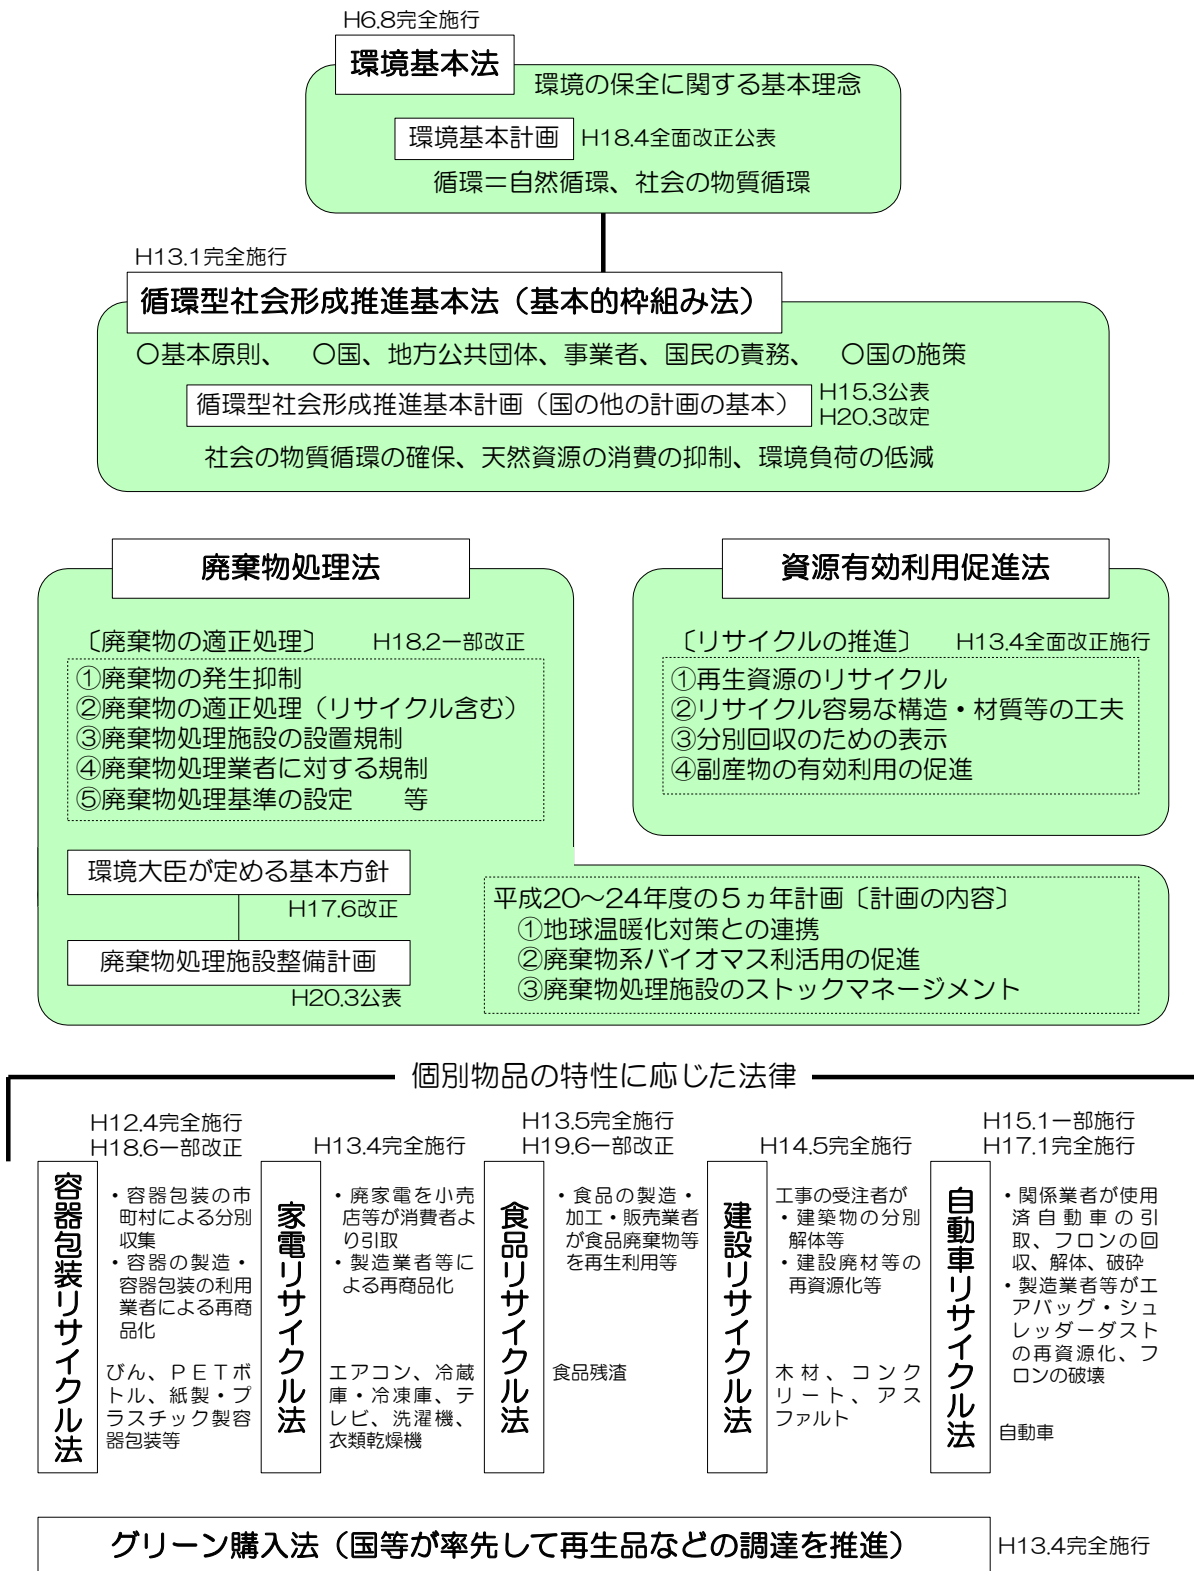 H6.8完全施行
環境基本法
環境の保全に関する基本理念
環境基本計画
H18.4全面改正公表
循環＝自然循環、社会の物質循環
H13.1完全施行
循環型社会形成推進基本法（基本的枠組み法）
〇基本原則、　〇国、地方公共団体、事業者、国民の責務、　〇国の施策
循環型社会形成推進基本計画（国の他の計画の基本）
H15.3公表
H20.3改定
社会の物質循環の確保、天然資源の消費の抑制、環境負荷の低減
廃棄物処理法
〔廃棄物の適正処理〕
H18.2一部改正
①廃棄物の発生抑制
②廃棄物の適正処理（リサイクル含む）
③廃棄物処理施設の設置規制
④廃棄物処理業者に対する規制
⑤廃棄物処理基準の設定　　等
資源有効利用促進法
〔リサイクルの推進〕
H13.4全面改正施行
①再生資源のリサイクル
②リサイクル容易な構造・材質等の工夫
③分別回収のための表示
④副産物の有効利用の促進
環境大臣が定める基本方針
H17.6改正
廃棄物処理施設整備計画
H20.3公表
平成20～24年度の５ヵ年計画〔計画の内容〕
①地球温暖化対策との連携
②廃棄物系バイオマス利活用の促進
③廃棄物処理施設のストックマネージメント
個別物品の特性に応じた法律
H12.4完全施行
H18.6一部改正
容器包装リサイクル法
・容器包装の市
町村による分別
収集
・容器の製造・
容器包装の利用
業者による再商
品化
びん、ＰＥＴボ
トル、紙製・プ
ラスチック製容
器包装等
H13.4完全施行
家電リサイクル法
・廃家電を小売
店等が消費者よ
り引取
・製造業者等に
よる再商品化
エアコン、冷蔵
庫・冷凍庫、テ
レビ、洗濯機、
衣類乾燥機
H13.5完全施行
H19.6一部改正
食品リサイクル法
・食品の製造・
加工・販売業者
が食品廃棄物等
を再生利用等
食品残渣
H14.5完全施行
建設リサイクル法
工事の受注者が
・建築物の分別
解体等
・建設廃材等の
再資源化等
木材、コンク
リート、アス
ファルト
H15.1一部施行
H17.1完全施行
自動車リサイクル法
・関係業者が使用
済自動車の引
取、フロンの回
収、解体、破砕
・製造業者等がエ
アバッグ・シュ
レッダーダスト
の再資源化、フ
ロンの破壊
自動車
グリーン購入法（国等が率先して再生品などの調達を推進）
H13.4完全施行